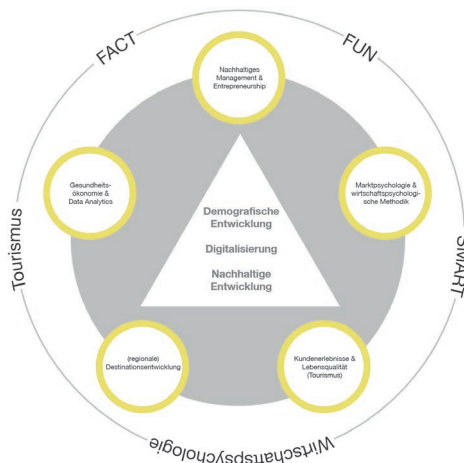 FACT
FUN
SMART
Wirtschaftspsychologie
Tourismus
Nachhaltiges
Management &
Entrepreneurship
Gesundheits-
ökonomie &
Data Analytics
Marktpsychologie &
wirtschaftspsychologi-
sche Methodik
Demografische
Entwicklung
Digitalisierung
Nachhaltige
Entwicklung
(regionale)
Destinationsentwicklung
Kundenerlebnisse &
Lebensqualität
(Tourismus)